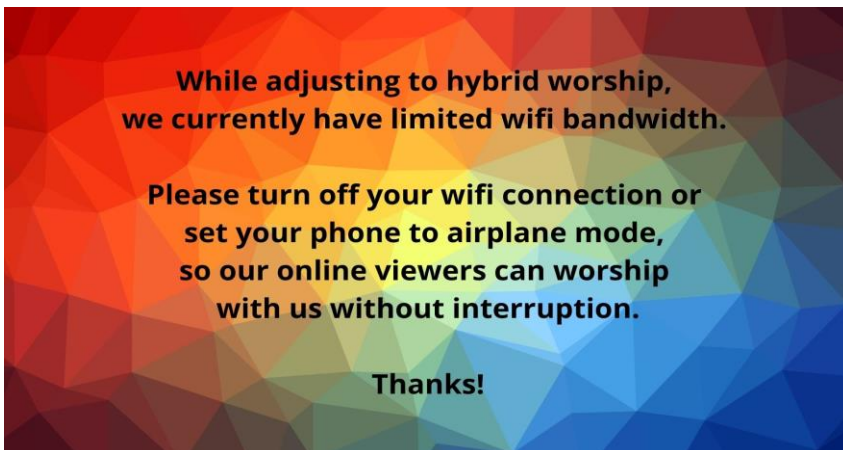 While adjusting to hybrid worship,
we currently have limited wifi bandwidth.
Please turn off your wifi connection or
set your phone to airplane mode,
so our online viewers can worship
with us without interruption.
Thanks!